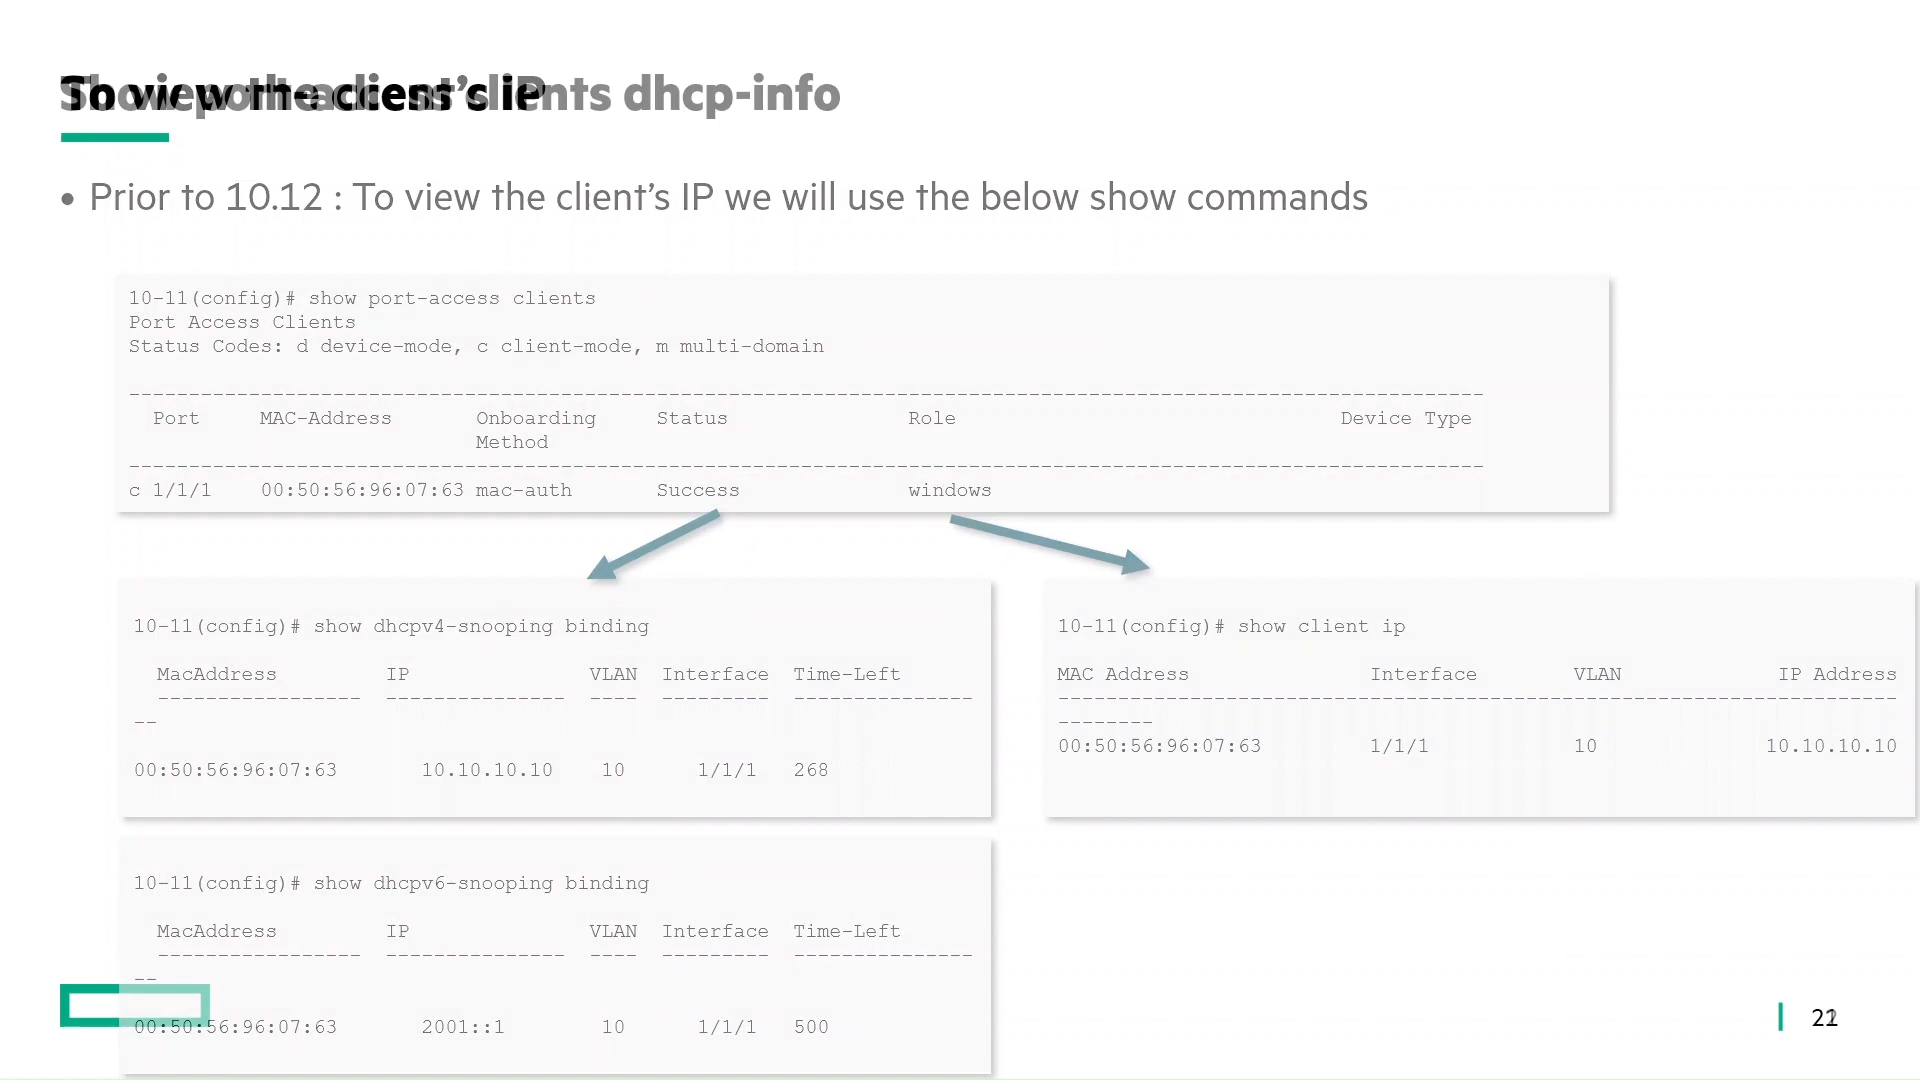 To view the client's IP
Show port-access clients dhcp-info
• Prior to 10.12 : To view the client's IP we will use the below show commands
10-11(config)# show port-access clients
Port Access Clients
Status Codes: d device-mode, c client-mode, m multi-domain
-----------------------------------------------------------------------------------------------------------------
Port MAC-Address Onboarding Status Role Device Type
Method
-----------------------------------------------------------------------------------------------------------------
c 1/1/1 00:50:56:96:07:63 mac-auth Success windows
10-11(config)# show dhcpv4-snooping binding
MacAddress IP VLAN Interface Time-Left
----------------- --------------- ---- --------- ---------------
--
00:50:56:96:07:63 10.10.10.10 10 1/1/1 268
10-11(config)# show client ip
MAC Address Interface VLAN IP Address
----------------------------------------------------------------------
--------
00:50:56:96:07:63 1/1/1 10 10.10.10.10
10-11(config)# show dhcpv6-snooping binding
MacAddress IP VLAN Interface Time-Left
----------------- --------------- ---- --------- ---------------
--
00:50:56:96:07:63 2001::1 10 1/1/1 500